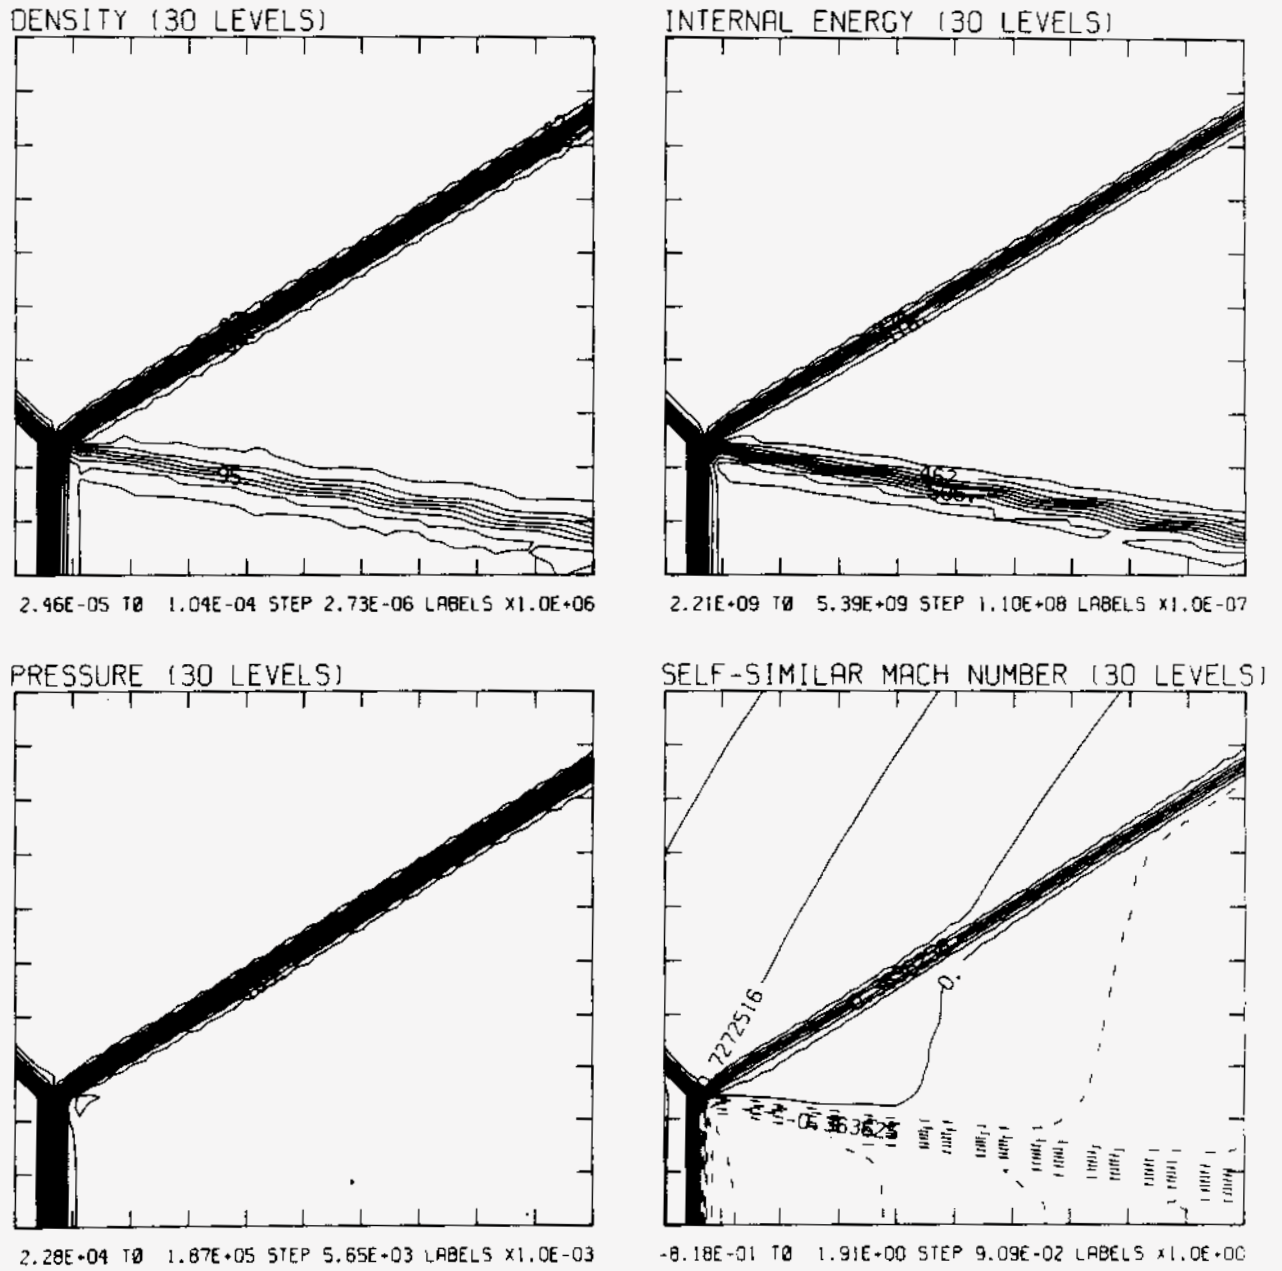 DENSITY (30 LEVELS)
INTERNAL ENERGY (30 LEVELS)
95
462
2.46E-05 TØ 1.04E-04 STEP 2.73E-06 LABELS X1.0E+06
2.21E+09 TØ 5.39E+09 STEP 1.10E+08 LABELS X1.0E-07
PRESSURE (30 LEVELS)
SELF-SIMILAR MACH NUMBER (30 LEVELS)
0.
7272516
2.28E+04 TØ 1.87E+05 STEP 5.65E+03 LABELS X1.0E-03
-8.18E-01 TØ 1.91E+00 STEP 9.09E-02 LABELS X1.0E+00